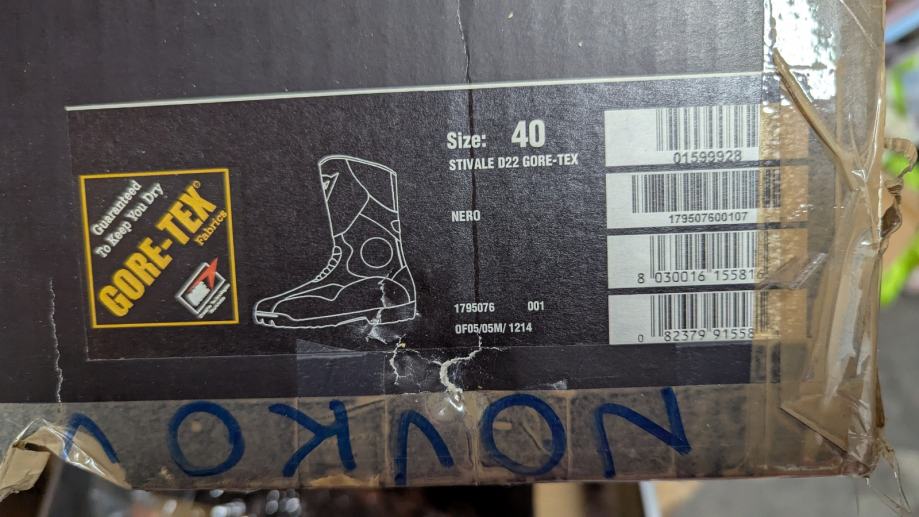 Guaranteed
To Keep You Dry
GORE-TEX®
Fabrics
Size: 40
STIVALE D22 GORE-TEX
NERO
1795076 001
OF05/05M/ 1214
01599928
179507600107
8 030016 155816
0 82379 91558
NOVKOV